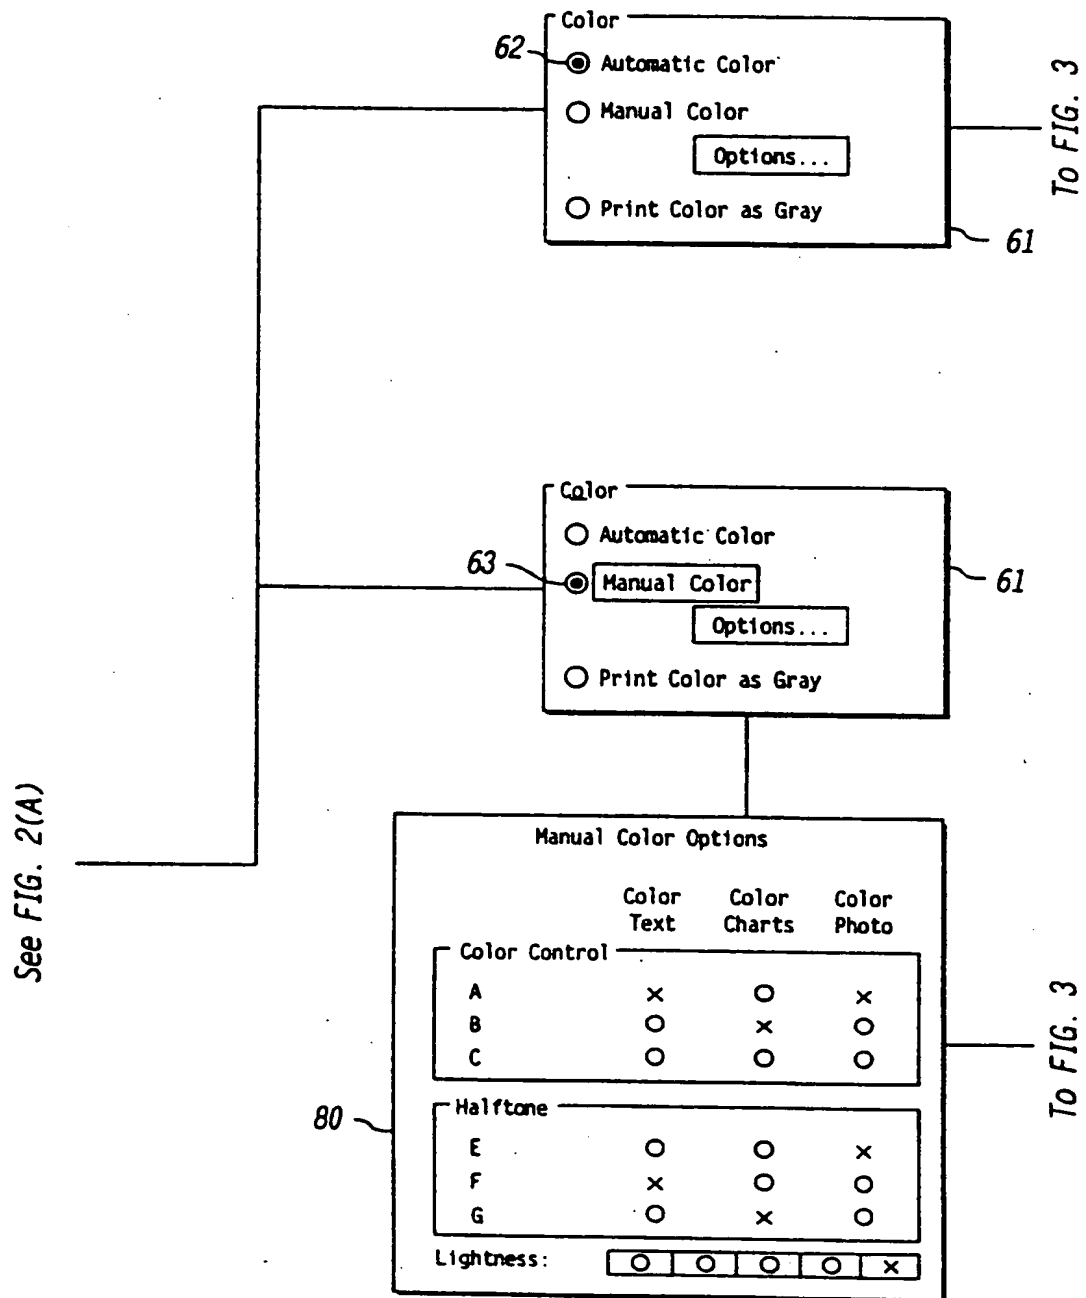 Color
62
Automatic Color
Manual Color
Options...
Print Color as Gray
61
To FIG. 3
Color
Automatic Color
63
Manual Color
61
Options...
Print Color as Gray
See FIG. 2(A)
Manual Color Options
Color Color Color
Text Charts Photo
Color Control
A X O X
B O X O
C O O O
80
Halftone
E O O X
F X O O
G O X O
Lightness: O O O O X
To FIG. 3